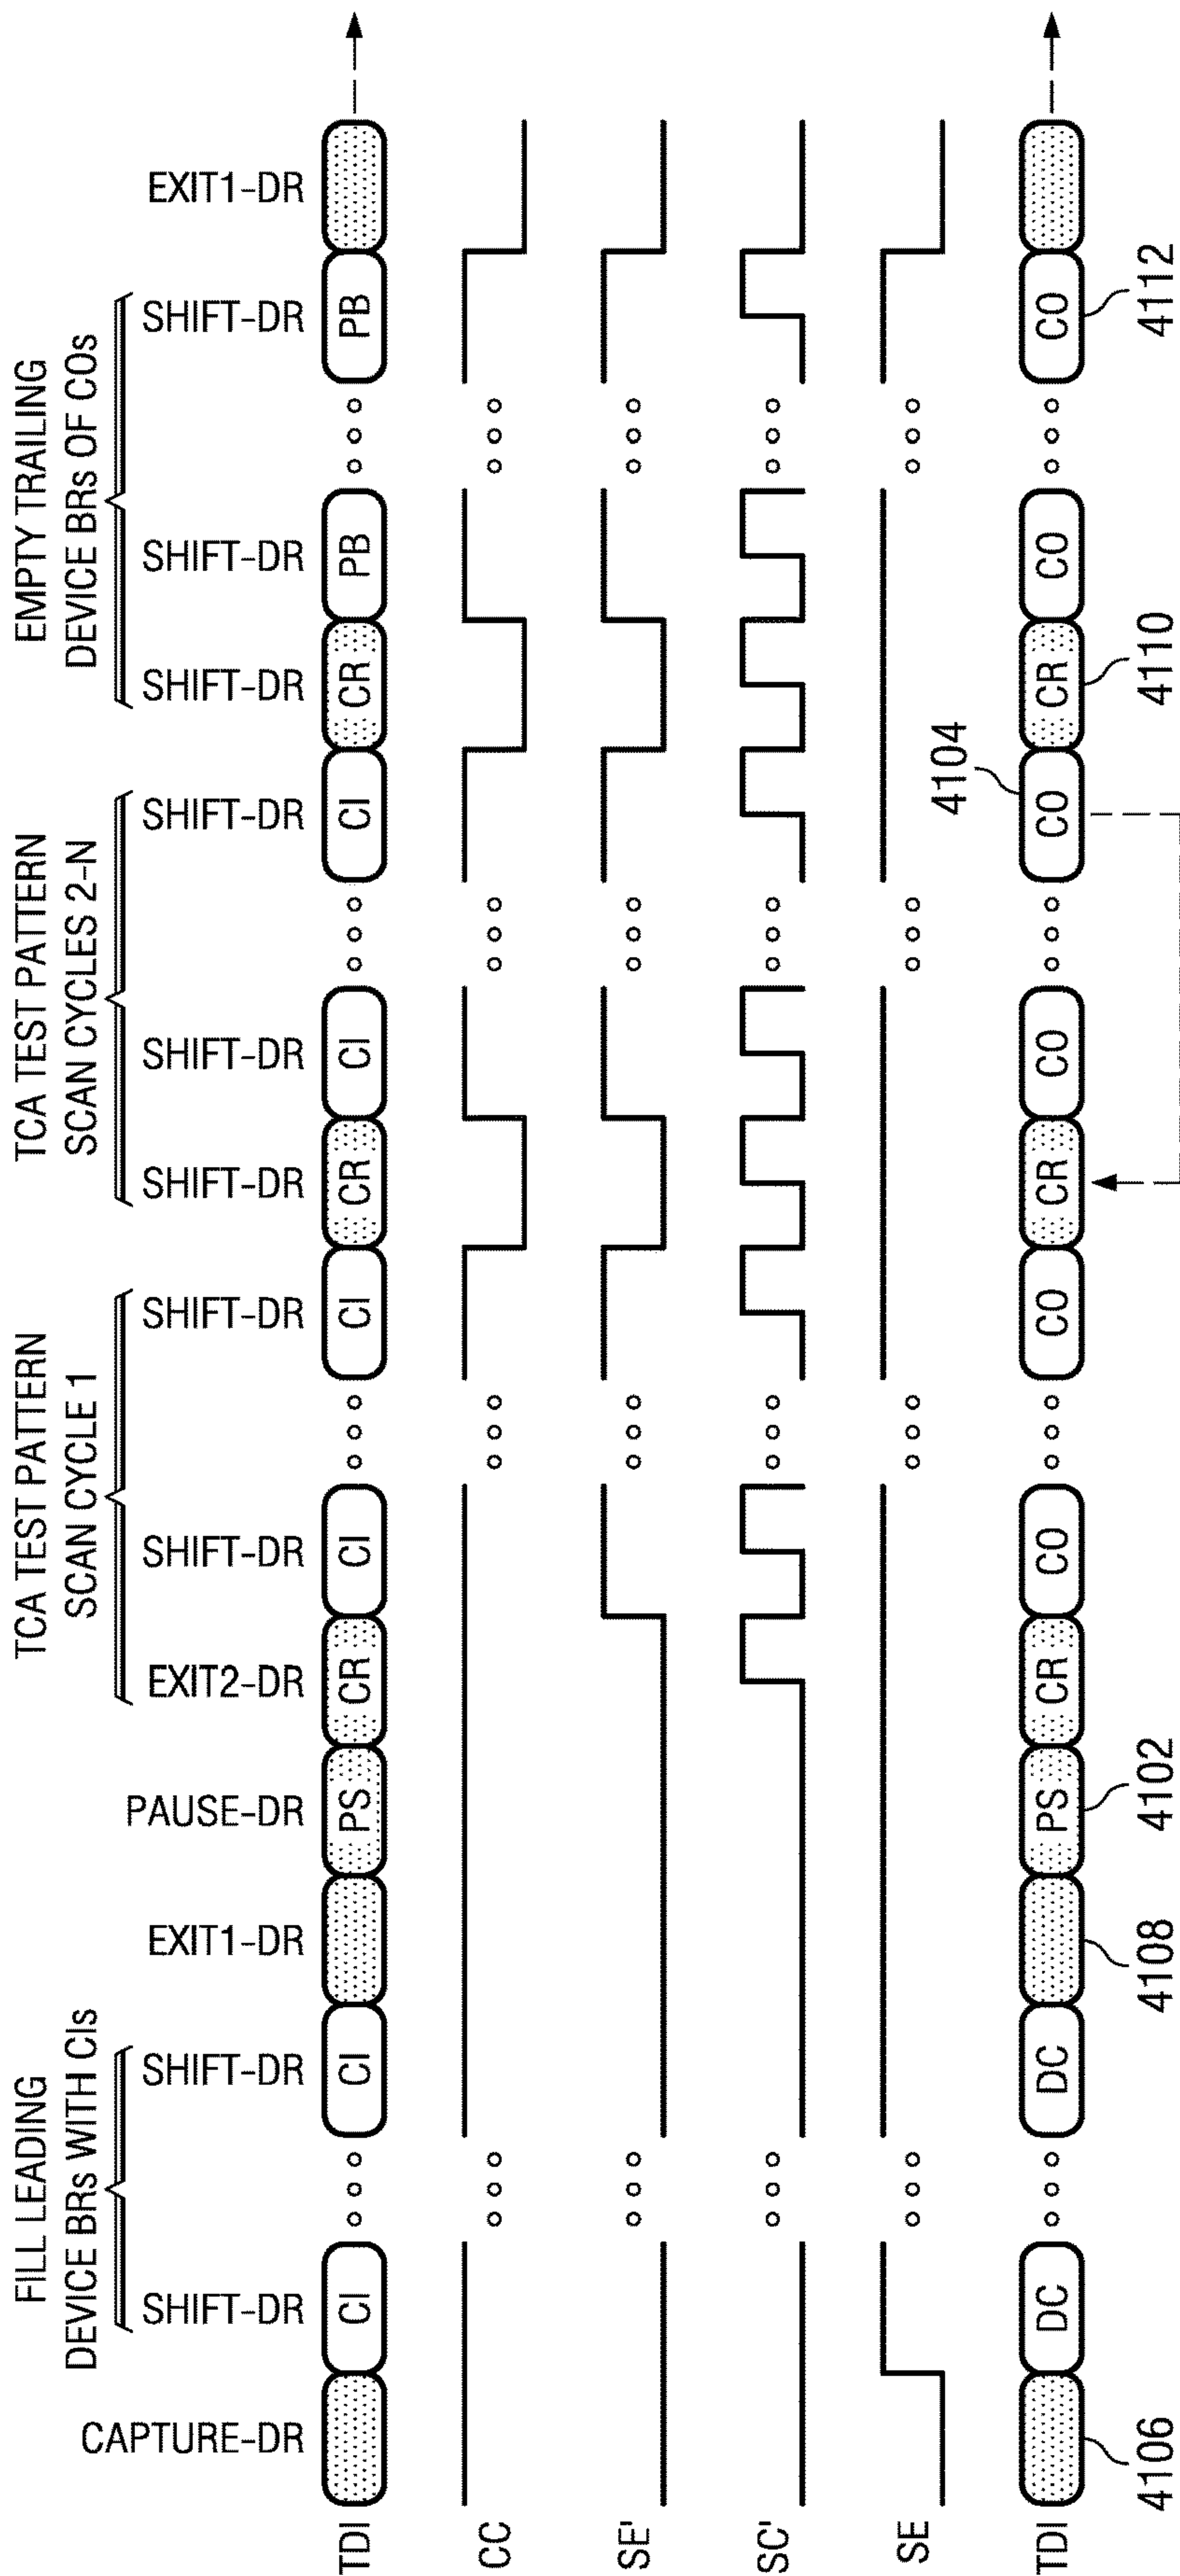 FILL LEADING
DEVICE BRs WITH CIs
TCA TEST PATTERN
SCAN CYCLE 1
TCA TEST PATTERN
SCAN CYCLES 2-N
EMPTY TRAILING
DEVICE BRs OF COs
CAPTURE-DR
SHIFT-DR
SHIFT-DR
EXIT1-DR
PAUSE-DR
EXIT2-DR
SHIFT-DR
SHIFT-DR
SHIFT-DR
SHIFT-DR
SHIFT-DR
SHIFT-DR
SHIFT-DR
SHIFT-DR
EXIT1-DR
TDI CI CI PS CR CI CI CR CI CI CR PB PB
CC
SE'
SC'
SE
TDI DC DC PS CR CO CO CR CO CO CR CO CO
4104
4106
4108
4102
4110
4112